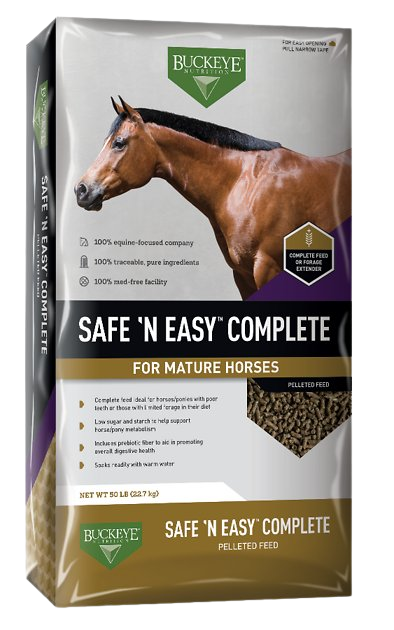 BUCKEYE™
NUTRITION
FOR EASY OPENING
PULL NARROW TAPE
100% equine-focused company
100% traceable, pure ingredients
100% med-free facility
COMPLETE FEED
OR FORAGE
EXTENDER
SAFE 'N EASY™ COMPLETE
FOR MATURE HORSES
PELLETED FEED
Complete feed ideal for horses/ponies with poor
teeth or those with limited forage in their diet
Low sugar and starch to help support
horse/pony metabolism
Includes prebiotic fiber to aid in promoting
overall digestive health
Soaks readily with warm water
NET WT 50 LB (22.7 kg)
BUCKEYE™
NUTRITION
SAFE 'N EASY™ COMPLETE
PELLETED FEED
SAFE 'N EASY™ COMPLETE
PELLETED FEED